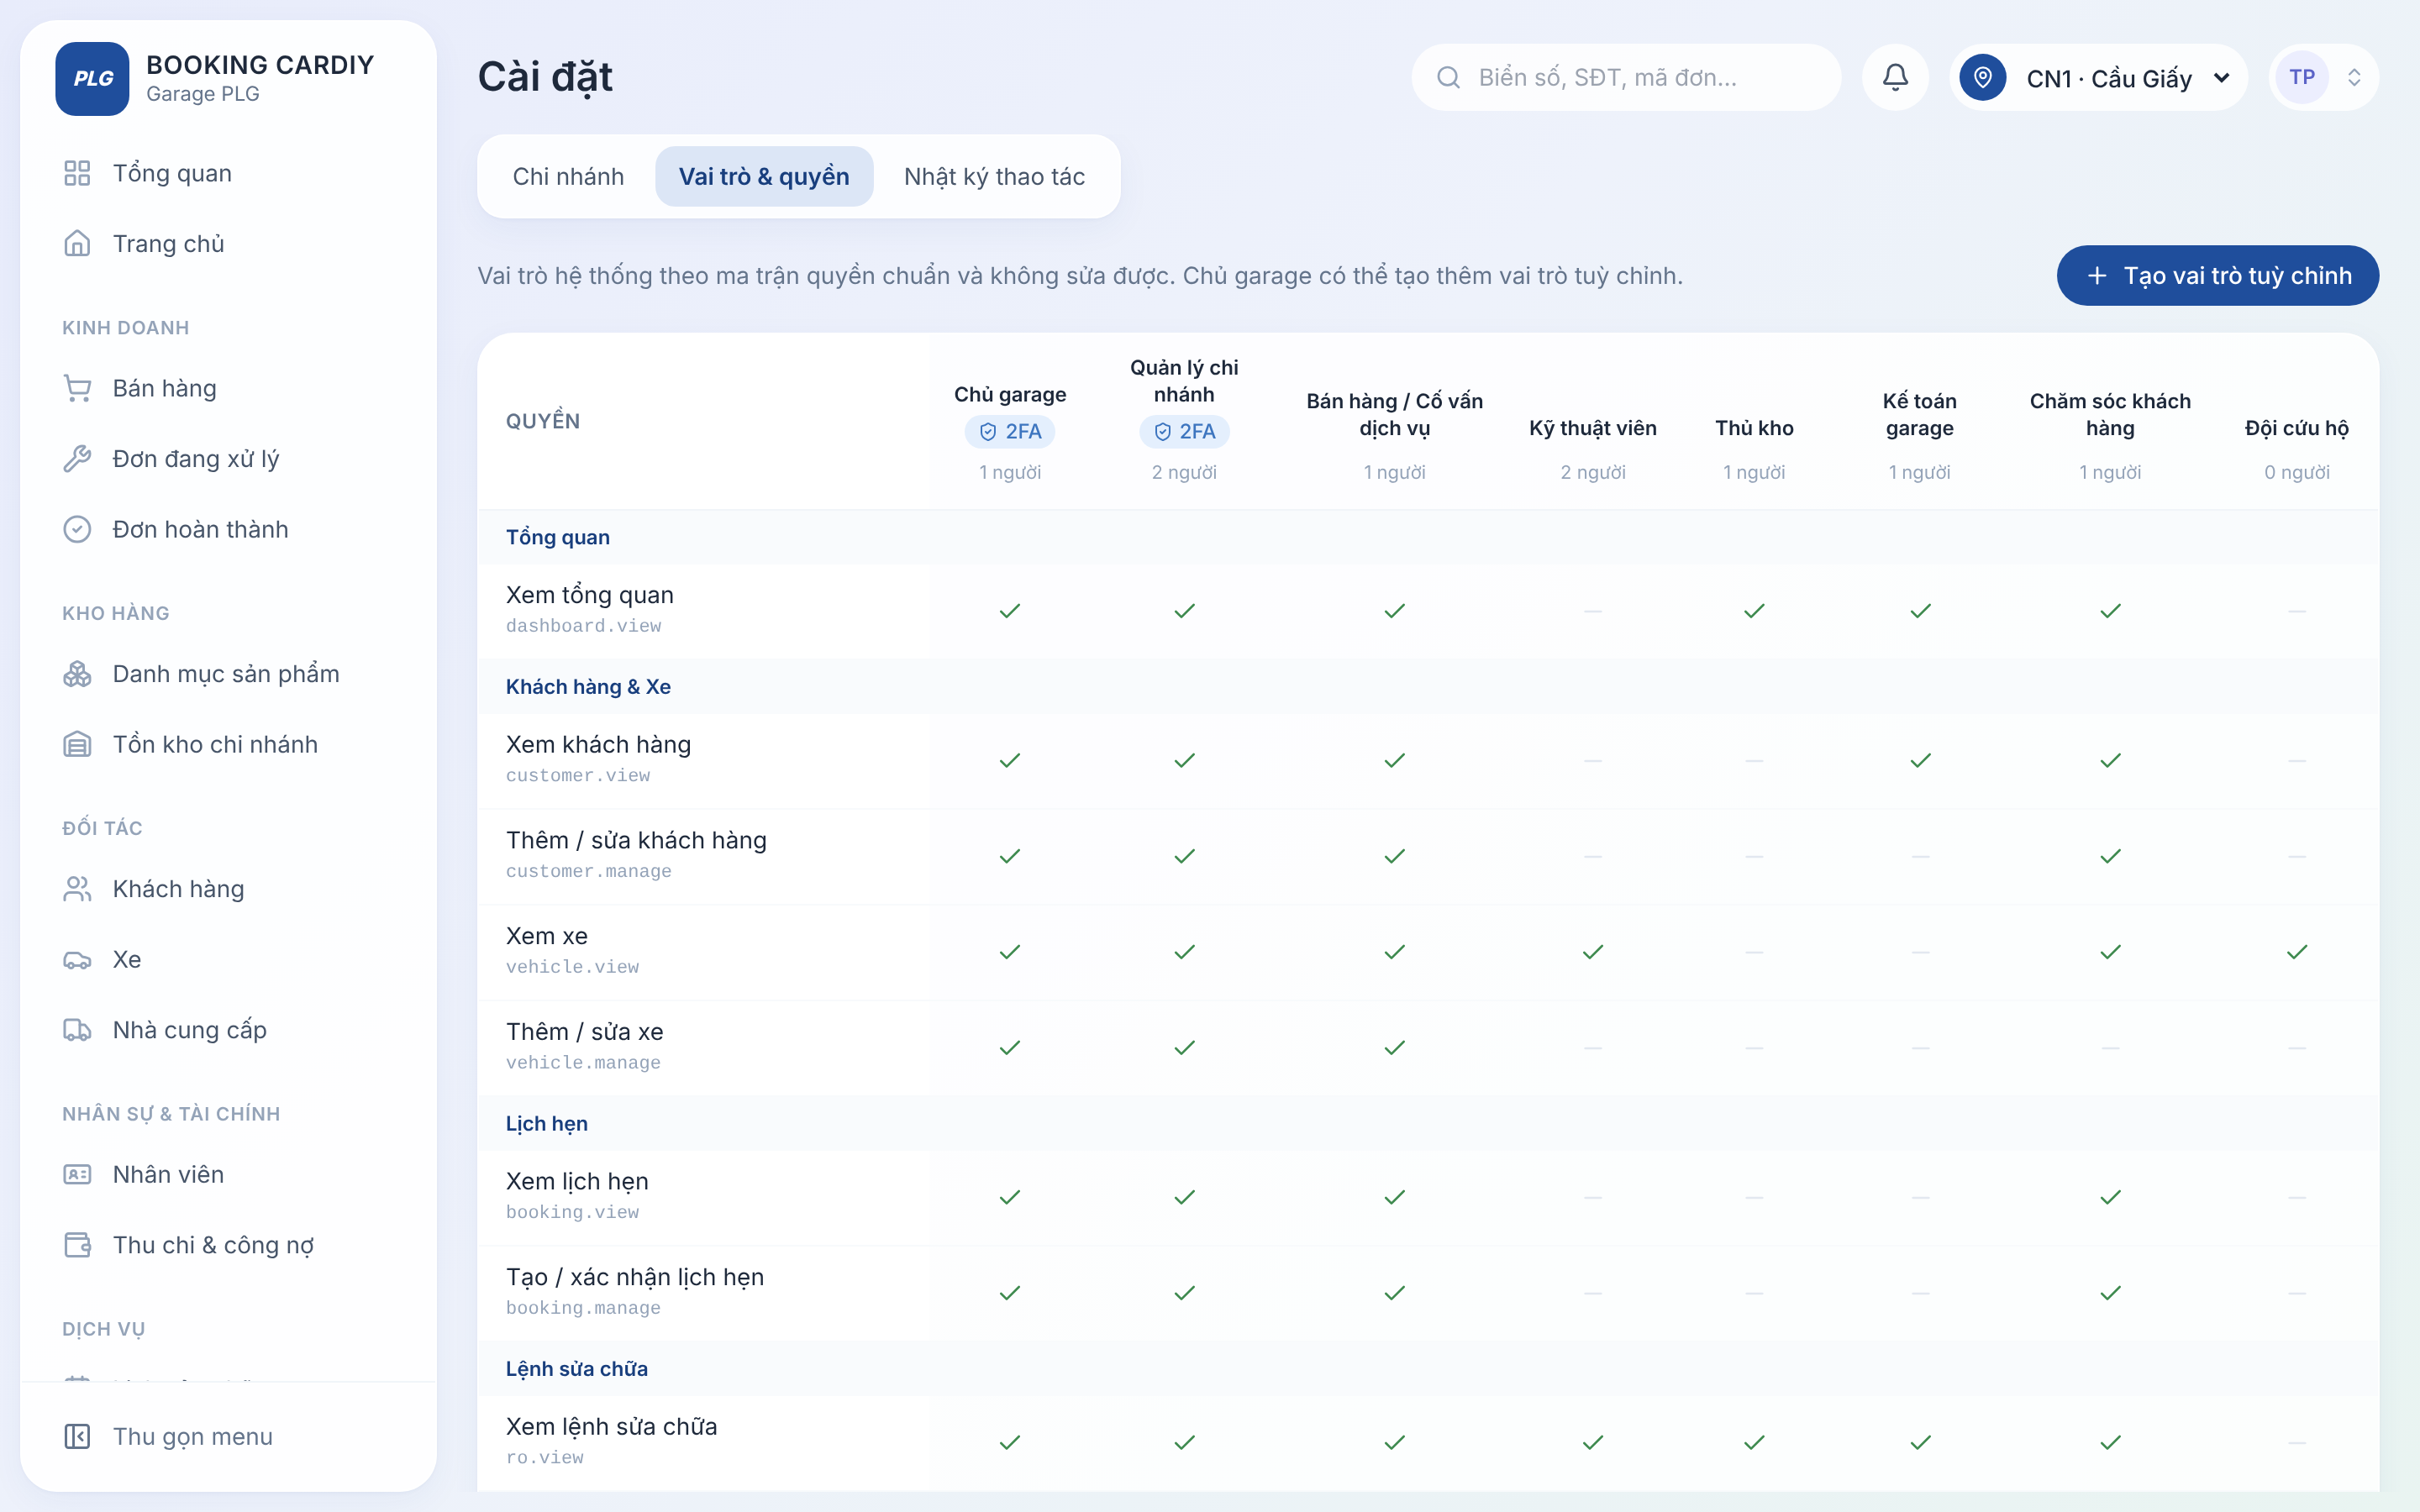 PLG
BOOKING CARDIY
Garage PLG
Tổng quan
Trang chủ
KINH DOANH
Bán hàng
Đơn đang xử lý
Đơn hoàn thành
KHO HÀNG
Danh mục sản phẩm
Tồn kho chi nhánh
ĐỐI TÁC
Khách hàng
Xe
Nhà cung cấp
NHÂN SỰ & TÀI CHÍNH
Nhân viên
Thu chi & công nợ
DỊCH VỤ
Thu gọn menu
Cài đặt
Biển số, SĐT, mã đơn...
CN1 · Cầu Giấy
TP
Chi nhánh
Vai trò & quyền
Nhật ký thao tác
Vai trò hệ thống theo ma trận quyền chuẩn và không sửa được. Chủ garage có thể tạo thêm vai trò tuỳ chỉnh.
Tạo vai trò tuỳ chỉnh
QUYỀN
Chủ garage
2FA
1 người
Quản lý chi
nhánh
2FA
2 người
Bán hàng / Cố vấn
dịch vụ
1 người
Kỹ thuật viên
2 người
Thủ kho
1 người
Kế toán
garage
1 người
Chăm sóc khách
hàng
1 người
Đội cứu hộ
0 người
Tổng quan
Xem tổng quan
dashboard.view
Khách hàng & Xe
Xem khách hàng
customer.view
Thêm / sửa khách hàng
customer.manage
Xem xe
vehicle.view
Thêm / sửa xe
vehicle.manage
Lịch hẹn
Xem lịch hẹn
booking.view
Tạo / xác nhận lịch hẹn
booking.manage
Lệnh sửa chữa
Xem lệnh sửa chữa
ro.view